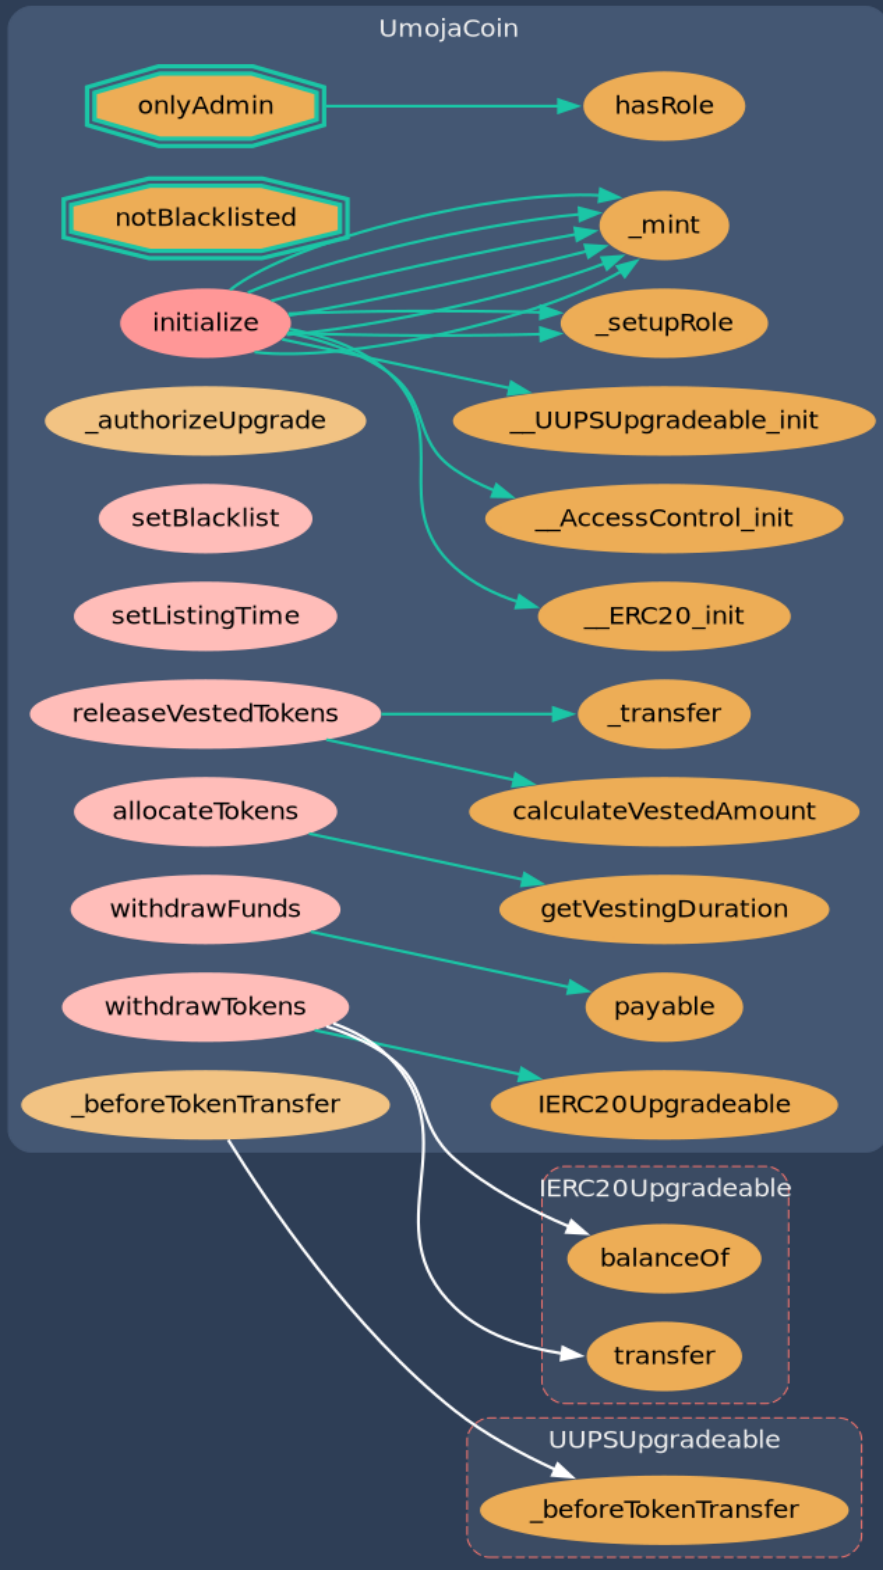 UmojaCoin
onlyAdmin
hasRole
notBlacklisted
_mint
initialize
_setupRole
_authorizeUpgrade
__UUPSUpgradeable_init
setBlacklist
__AccessControl_init
setListingTime
__ERC20_init
releaseVestedTokens
_transfer
allocateTokens
calculateVestedAmount
withdrawFunds
getVestingDuration
withdrawTokens
payable
_beforeTokenTransfer
IERC20Upgradeable
IERC20Upgradeable
balanceOf
transfer
UUPSUpgradeable
_beforeTokenTransfer